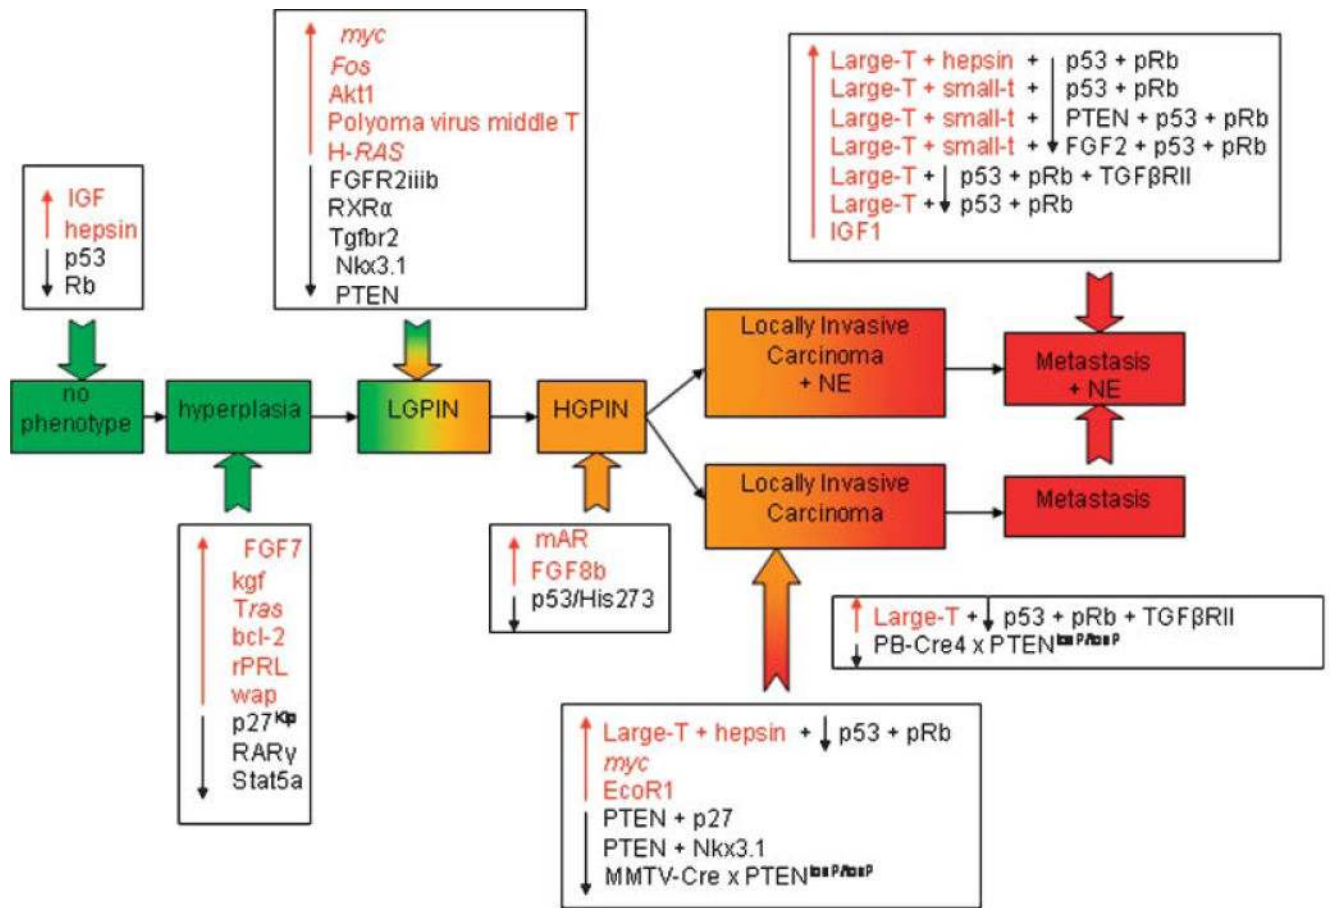 myc
Fos
Akt1
Polyoma virus middle T
H-RAS
FGFR2iiib
RXRα
Tgfbr2
Nkx3.1
PTEN
Large-T + hepsin + p53 + pRb
Large-T + small-t + p53 + pRb
Large-T + small-t + PTEN + p53 + pRb
Large-T + small-t + FGF2 + p53 + pRb
Large-T + p53 + pRb + TGFβRII
Large-T + p53 + pRb
IGF1
IGF
hepsin
p53
Rb
no
phenotype
hyperplasia
LGPIN
HGPIN
Locally Invasive
Carcinoma
+ NE
Metastasis
+ NE
Locally Invasive
Carcinoma
Metastasis
FGF7
kgf
Tras
bcl-2
rPRL
wap
p27Kip
RARγ
Stat5a
mAR
FGF8b
p53/His273
Large-T + p53 + pRb + TGFβRII
PB-Cre4 x PTENloxP/loxP
Large-T + hepsin + p53 + pRb
myc
EcoR1
PTEN + p27
PTEN + Nkx3.1
MMTV-Cre x PTENloxP/loxP